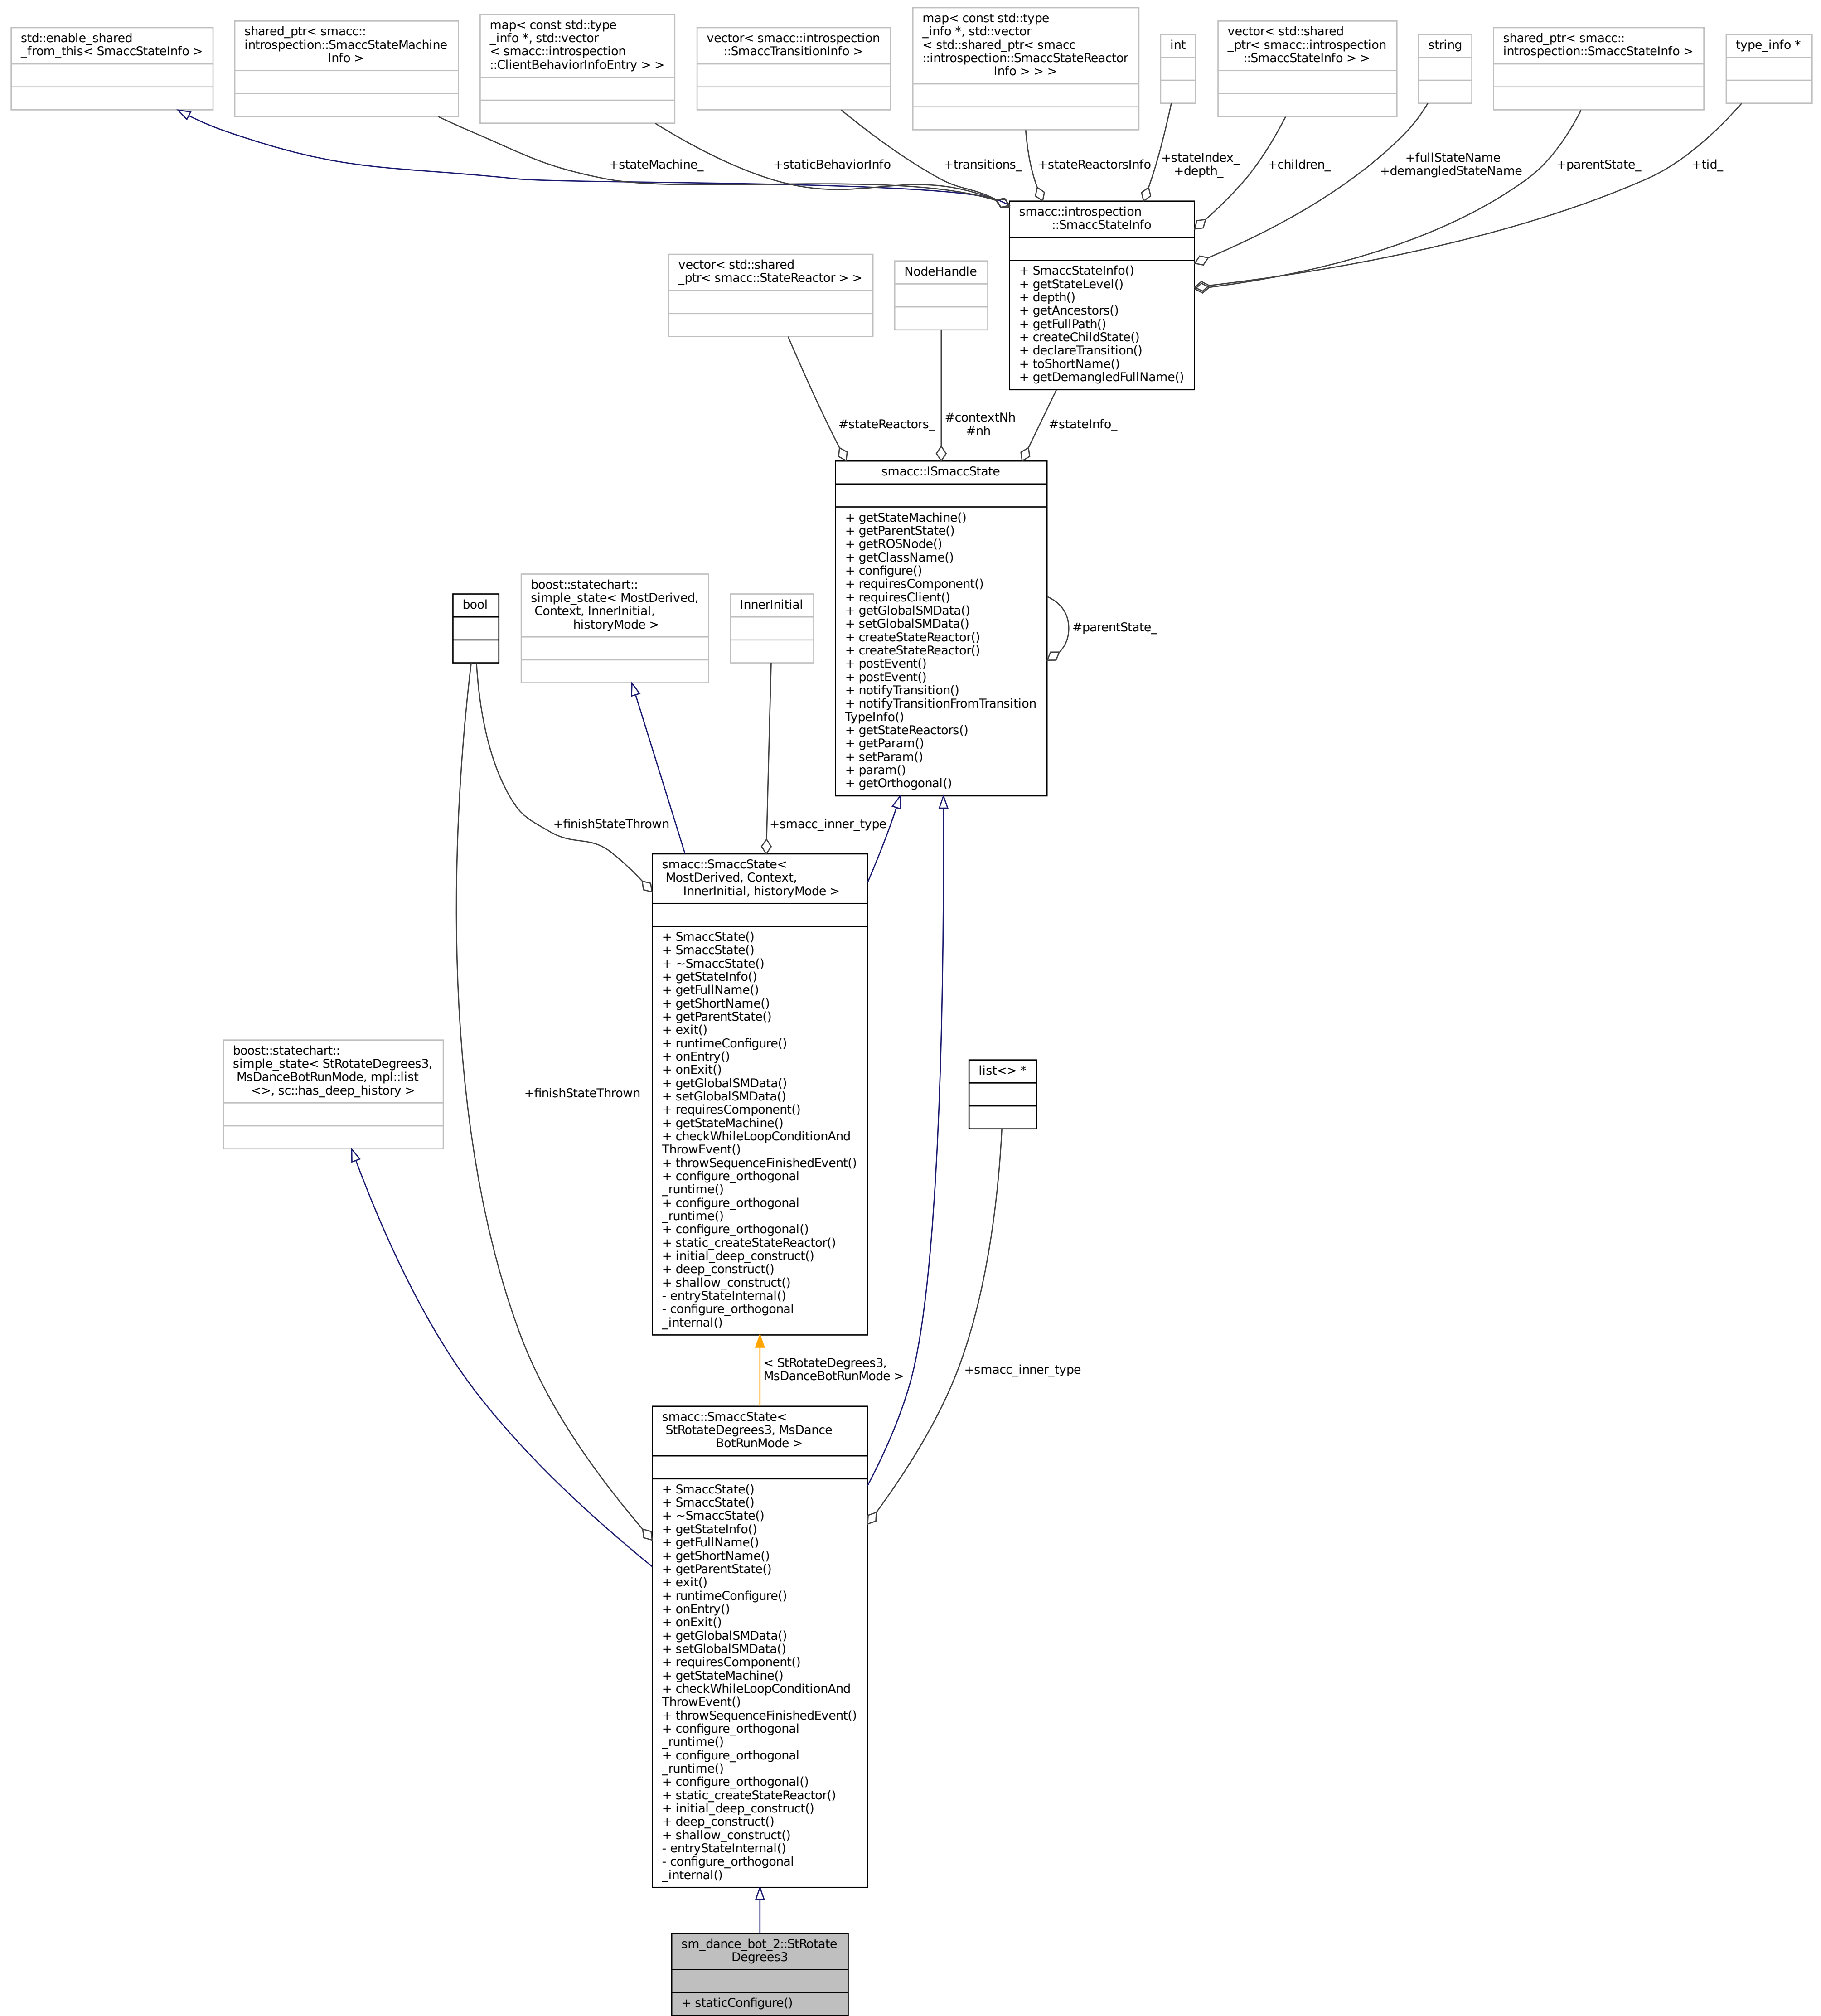 std::enable_shared
_from_this< SmaccStateInfo >
shared_ptr< smacc::
introspection::SmaccStateMachine
Info >
map< const std::type
_info *, std::vector
< smacc::introspection
::ClientBehaviorInfoEntry > >
vector< smacc::introspection
::SmaccTransitionInfo >
map< const std::type
_info *, std::vector
< std::shared_ptr< smacc
::introspection::SmaccStateReactor
Info > > >
int
vector< std::shared
_ptr< smacc::introspection
::SmaccStateInfo > >
string
shared_ptr< smacc::
introspection::SmaccStateInfo >
type_info *
+stateMachine_
+staticBehaviorInfo
+transitions_
+stateReactorsInfo
+stateIndex_
+depth_
+children_
+fullStateName
+demangledStateName
+parentState_
+tid_
smacc::introspection
::SmaccStateInfo
+ SmaccStateInfo()
+ getStateLevel()
+ depth()
+ getAncestors()
+ getFullPath()
+ createChildState()
+ declareTransition()
+ toShortName()
+ getDemangledFullName()
vector< std::shared
_ptr< smacc::StateReactor > >
NodeHandle
#stateReactors_
#contextNh
#nh
#stateInfo_
smacc::ISmaccState
+ getStateMachine()
+ getParentState()
+ getROSNode()
+ getClassName()
+ configure()
+ requiresComponent()
+ requiresClient()
+ getGlobalSMData()
+ setGlobalSMData()
+ createStateReactor()
+ createStateReactor()
+ postEvent()
+ postEvent()
+ notifyTransition()
+ notifyTransitionFromTransition
TypeInfo()
+ getStateReactors()
+ getParam()
+ setParam()
+ param()
+ getOrthogonal()
#parentState_
bool
boost::statechart::
simple_state< MostDerived,
Context, InnerInitial,
historyMode >
InnerInitial
+finishStateThrown
+smacc_inner_type
smacc::SmaccState<
MostDerived, Context,
InnerInitial, historyMode >
+ SmaccState()
+ SmaccState()
+ ~SmaccState()
+ getStateInfo()
+ getFullName()
+ getShortName()
+ getParentState()
+ exit()
+ runtimeConfigure()
+ onEntry()
+ onExit()
+ getGlobalSMData()
+ setGlobalSMData()
+ requiresComponent()
+ getStateMachine()
+ checkWhileLoopConditionAnd
ThrowEvent()
+ throwSequenceFinishedEvent()
+ configure_orthogonal
_runtime()
+ configure_orthogonal
_runtime()
+ configure_orthogonal()
+ static_createStateReactor()
+ initial_deep_construct()
+ deep_construct()
+ shallow_construct()
- entryStateInternal()
- configure_orthogonal
_internal()
boost::statechart::
simple_state< StRotateDegrees3,
MsDanceBotRunMode, mpl::list
<>, sc::has_deep_history >
+finishStateThrown
list<> *
< StRotateDegrees3,
MsDanceBotRunMode >
+smacc_inner_type
smacc::SmaccState<
StRotateDegrees3, MsDance
BotRunMode >
+ SmaccState()
+ SmaccState()
+ ~SmaccState()
+ getStateInfo()
+ getFullName()
+ getShortName()
+ getParentState()
+ exit()
+ runtimeConfigure()
+ onEntry()
+ onExit()
+ getGlobalSMData()
+ setGlobalSMData()
+ requiresComponent()
+ getStateMachine()
+ checkWhileLoopConditionAnd
ThrowEvent()
+ throwSequenceFinishedEvent()
+ configure_orthogonal
_runtime()
+ configure_orthogonal
_runtime()
+ configure_orthogonal()
+ static_createStateReactor()
+ initial_deep_construct()
+ deep_construct()
+ shallow_construct()
- entryStateInternal()
- configure_orthogonal
_internal()
sm_dance_bot_2::StRotate
Degrees3
+ staticConfigure()